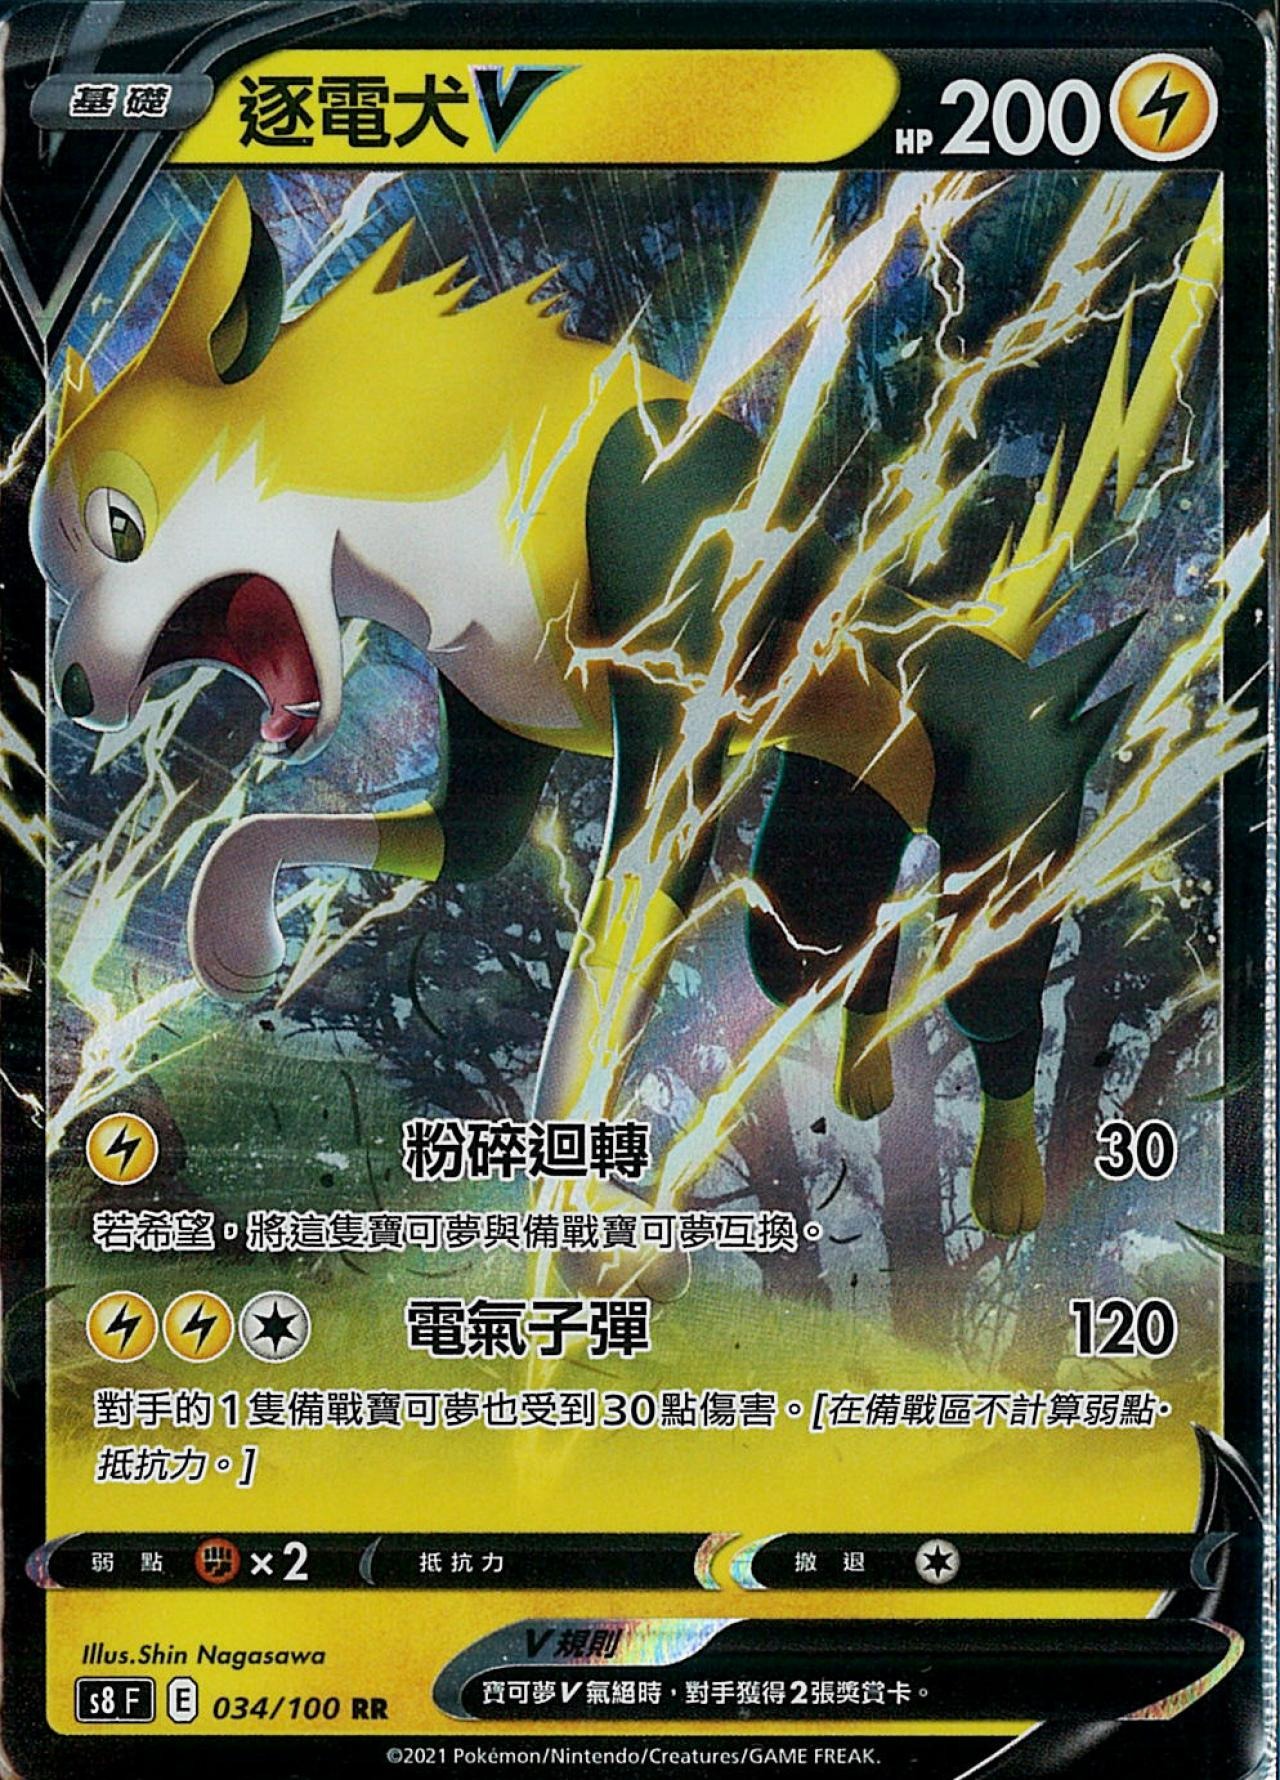 基礎
逐電犬V
HP 200
粉碎迴轉 30
若希望，將這隻寶可夢與備戰寶可夢互換。
電氣子彈 120
對手的1隻備戰寶可夢也受到30點傷害。[在備戰區不計算弱點・
抵抗力。]
弱點 ×2 抵抗力 撤退
Illus.Shin Nagasawa
V規則
寶可夢V氣絕時，對手獲得2張獎賞卡。
s8 F E 034/100 RR
©2021 Pokémon/Nintendo/Creatures/GAME FREAK.